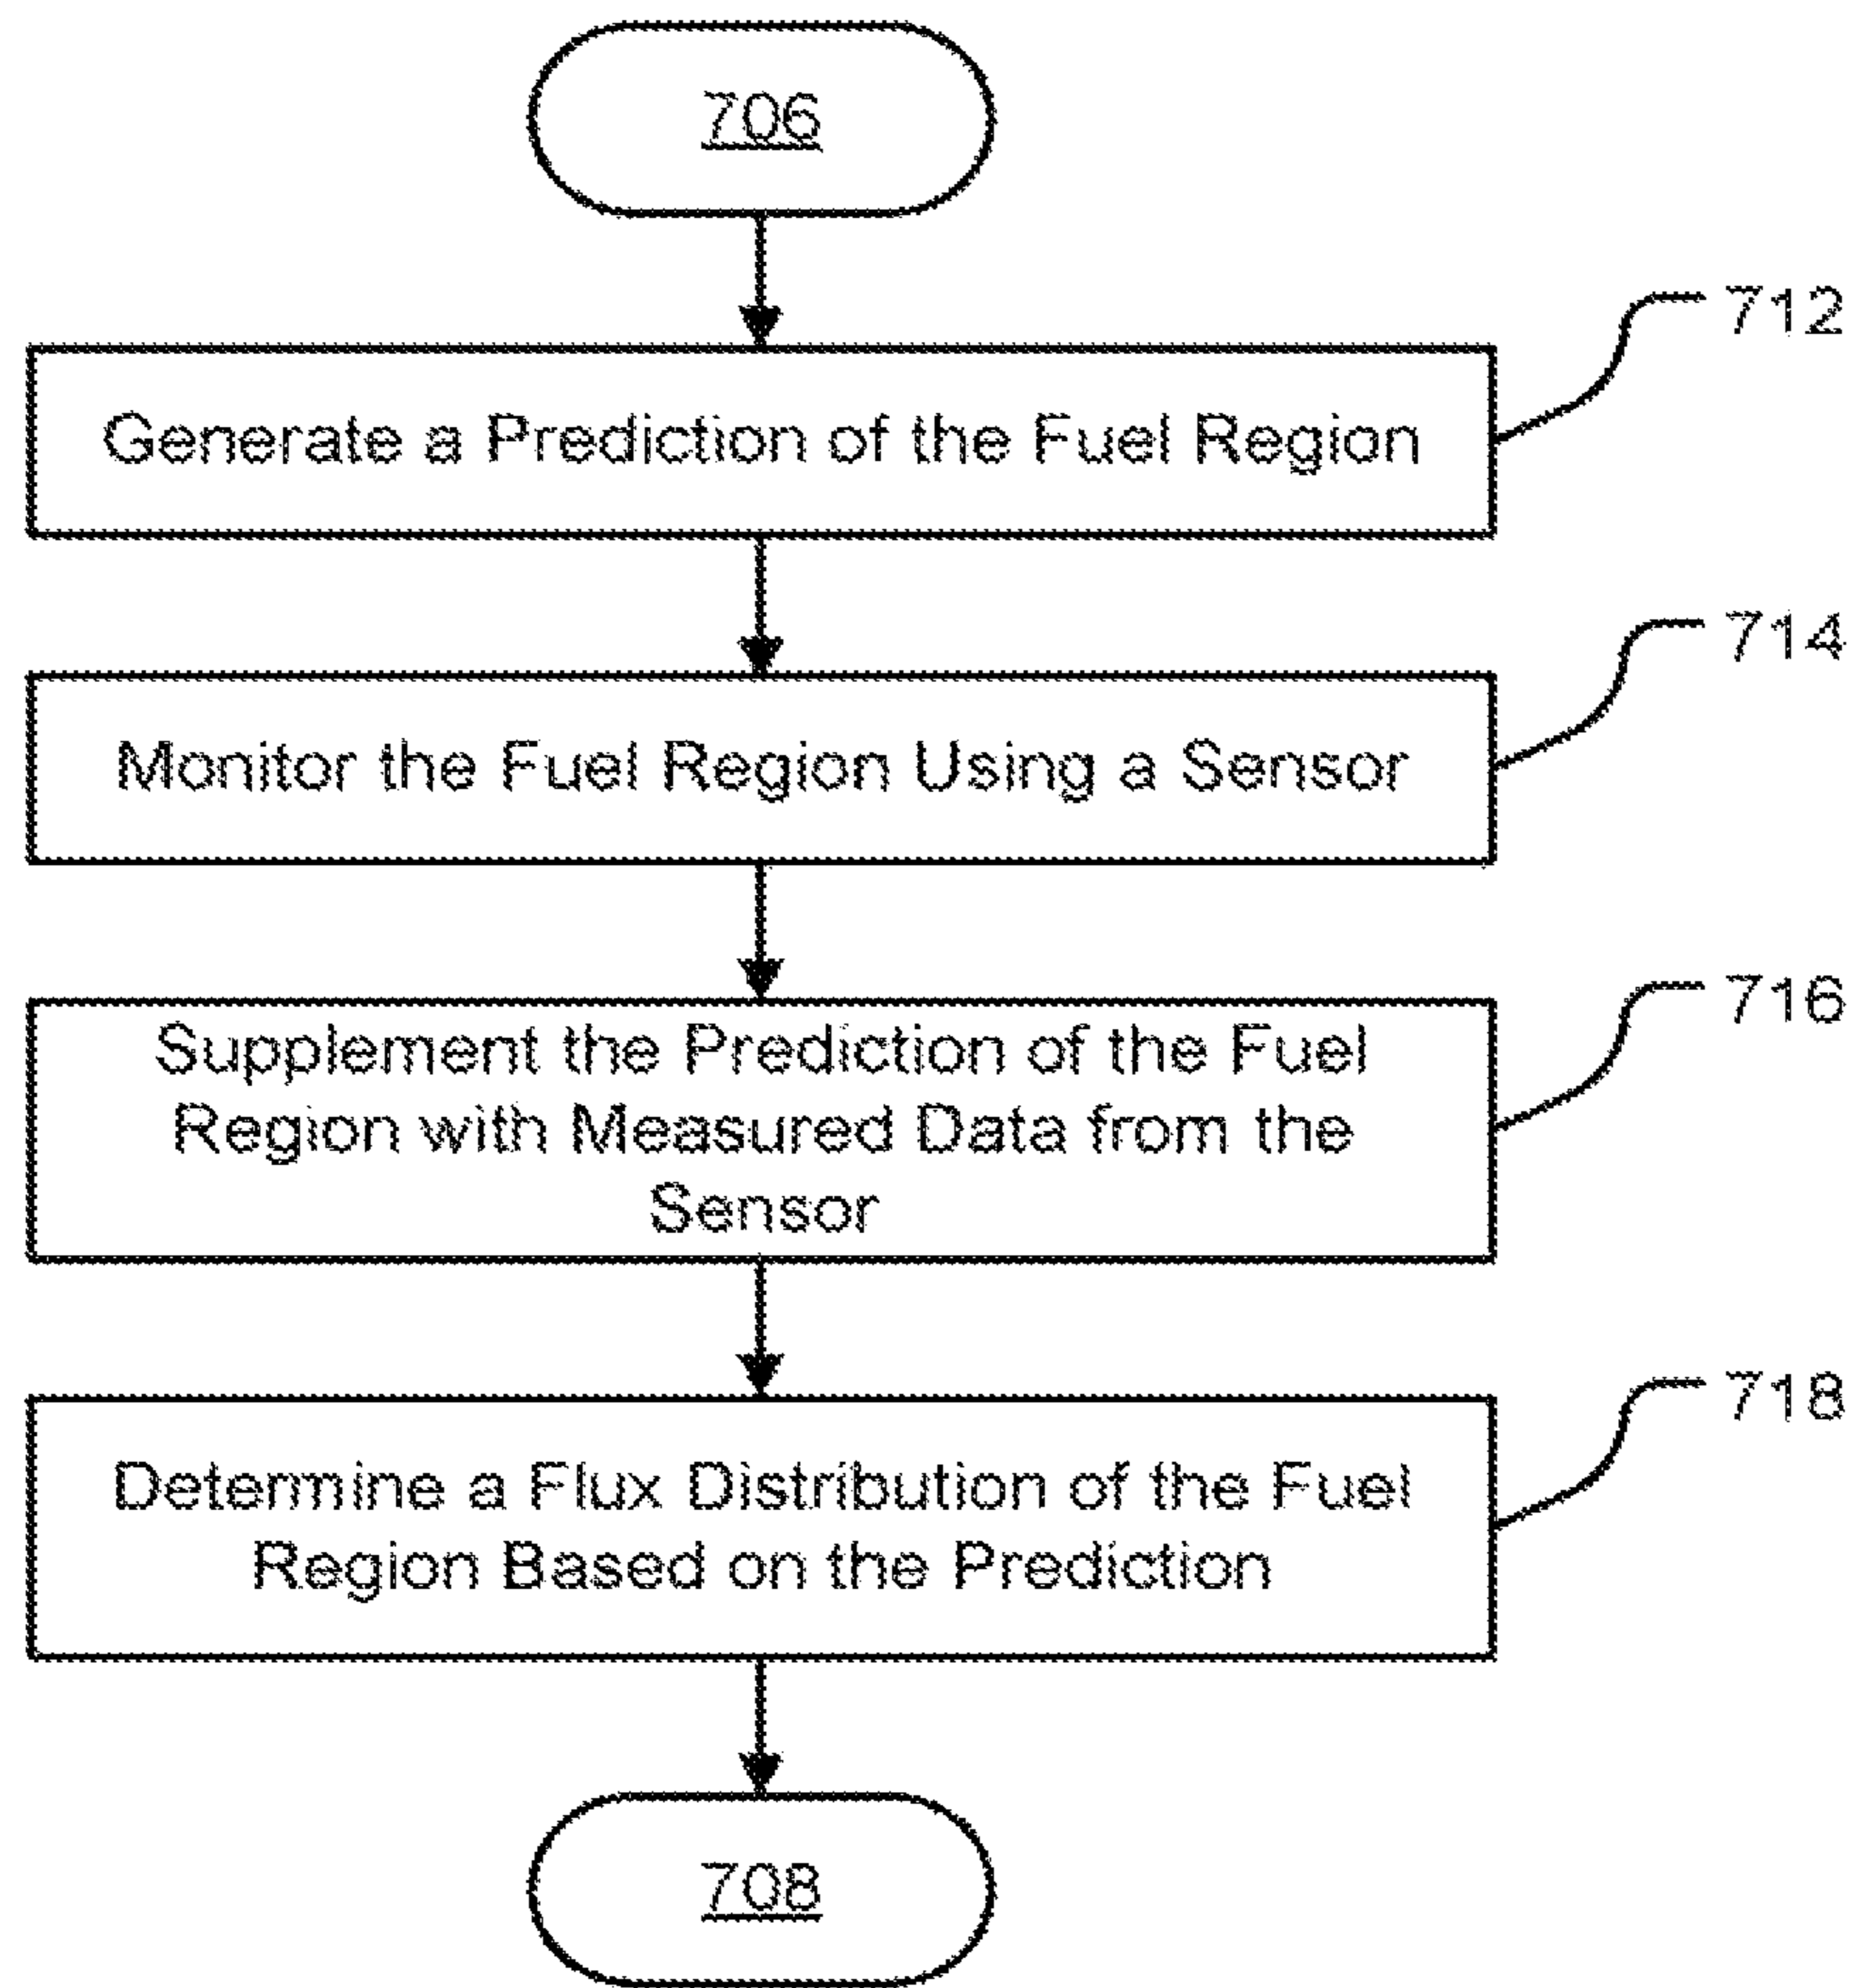 706
712
Generate a Prediction of the Fuel Region
714
Monitor the Fuel Region Using a Sensor
716
Supplement the Prediction of the Fuel
Region with Measured Data from the
Sensor
718
Determine a Flux Distribution of the Fuel
Region Based on the Prediction
708